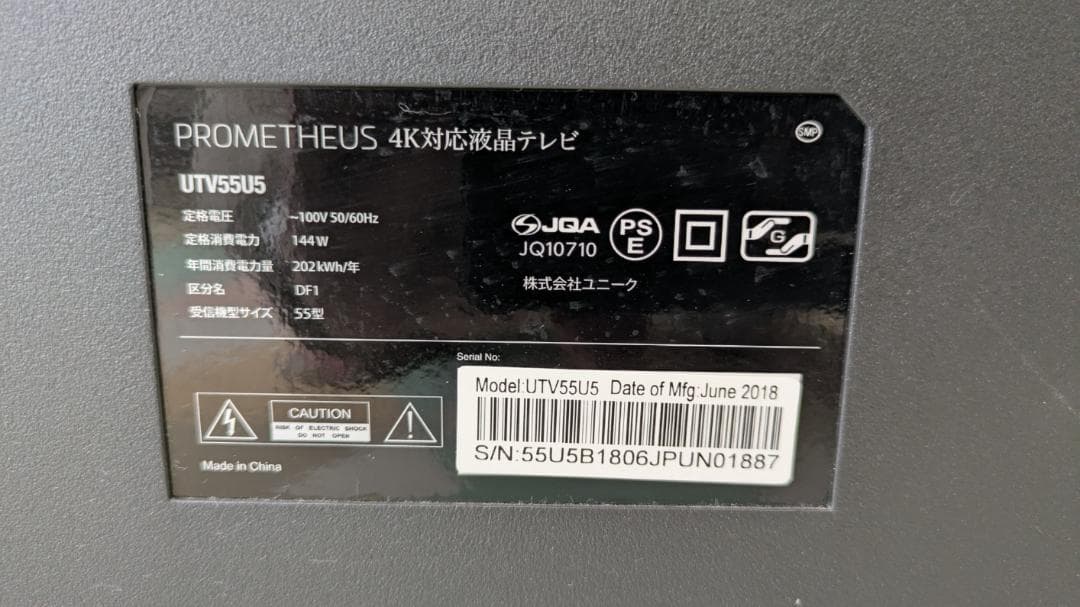 PROMETHEUS 4K対応液晶テレビ
SMP
UTV55U5
定格電圧 ~100V 50/60Hz
定格消費電力 144W
年間消費電力量 202kWh/年
区分名 DF1
受信機型サイズ 55型
JQA
JQ10710
PS
E
G
株式会社ユニーク
Serial No:
Model:UTV55U5 Date of Mfg:June 2018
S/N:55U5B1806JPUN01887
CAUTION
RISK OF ELECTRIC SHOCK
DO NOT OPEN
Made in China